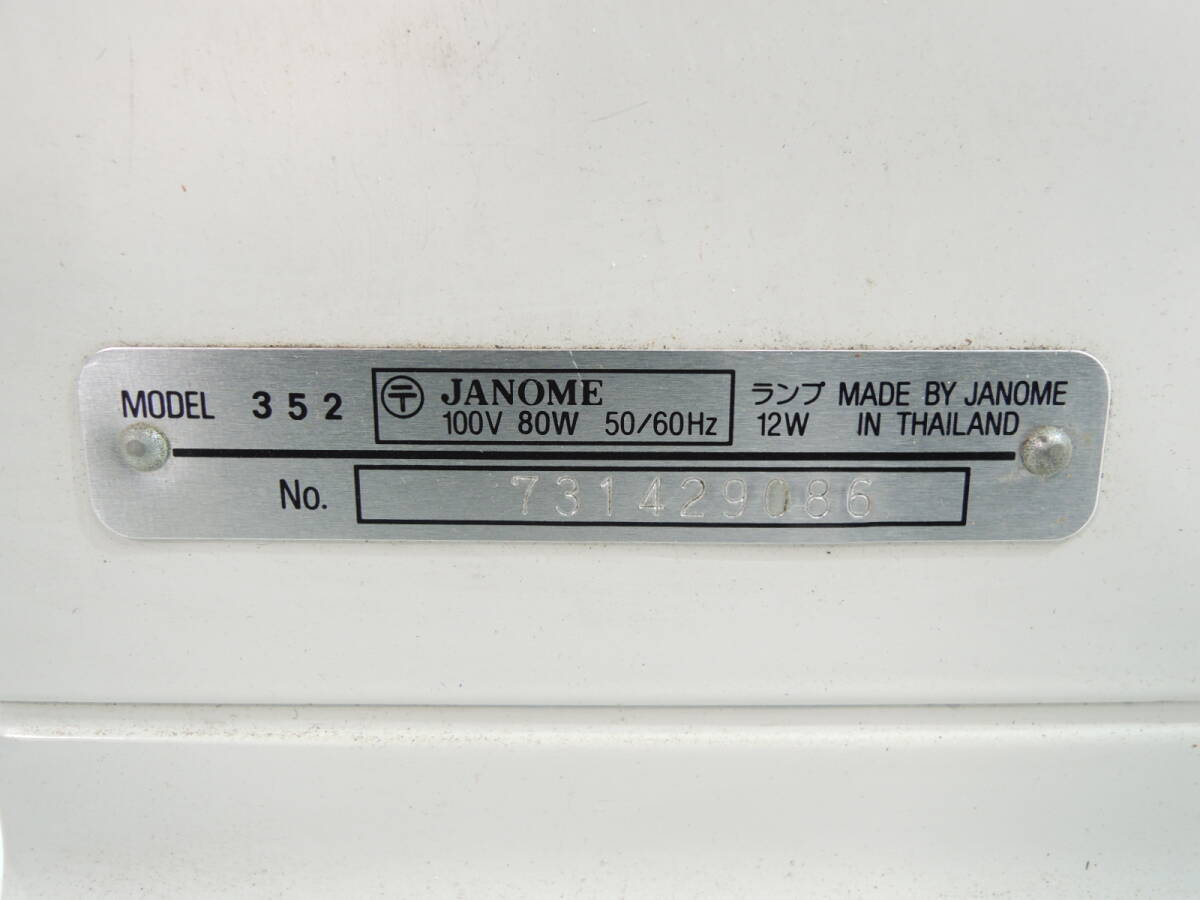 MODEL 352
〒 JANOME
100V 80W 50/60Hz
ランプ
12W
MADE BY JANOME
IN THAILAND
No. 731429086